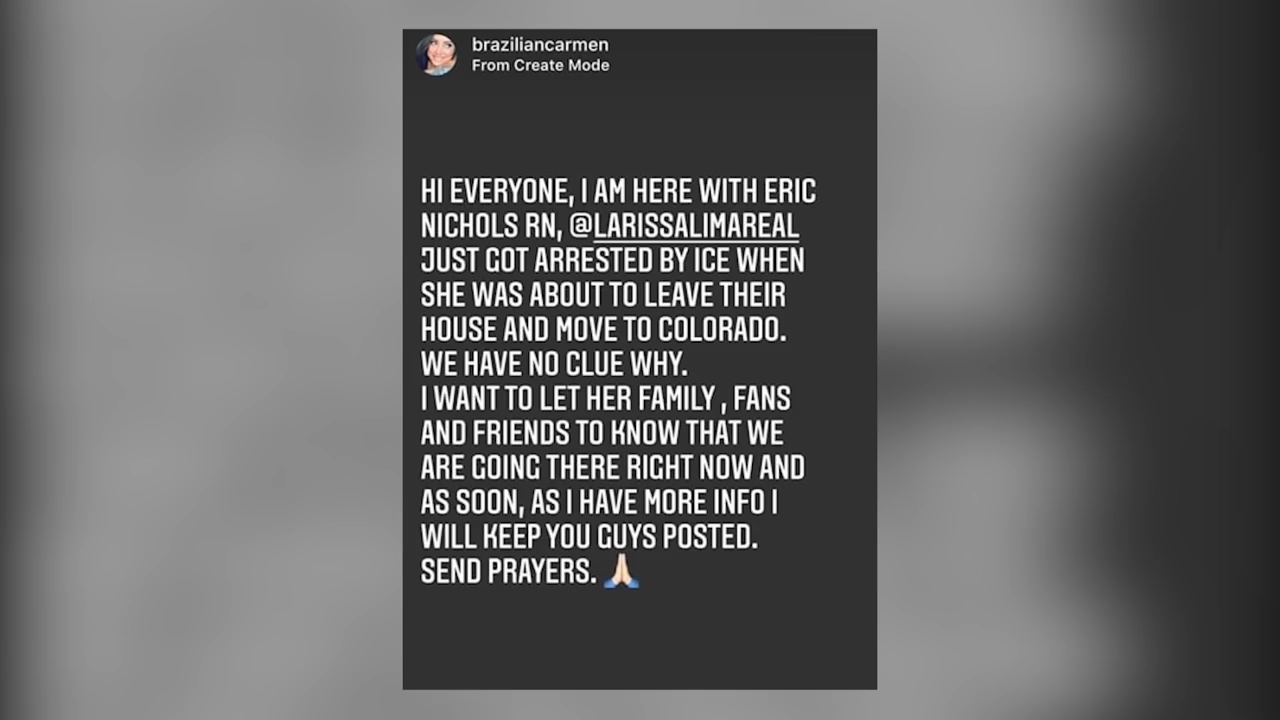 braziliancarmen
From Create Mode
HI EVERYONE, I AM HERE WITH ERIC
NICHOLS RN, @LARISSALIMAREAL
JUST GOT ARRESTED BY ICE WHEN
SHE WAS ABOUT TO LEAVE THEIR
HOUSE AND MOVE TO COLORADO.
WE HAVE NO CLUE WHY.
I WANT TO LET HER FAMILY , FANS
AND FRIENDS TO KNOW THAT WE
ARE GOING THERE RIGHT NOW AND
AS SOON, AS I HAVE MORE INFO I
WILL KEEP YOU GUYS POSTED.
SEND PRAYERS. 🙏🏻